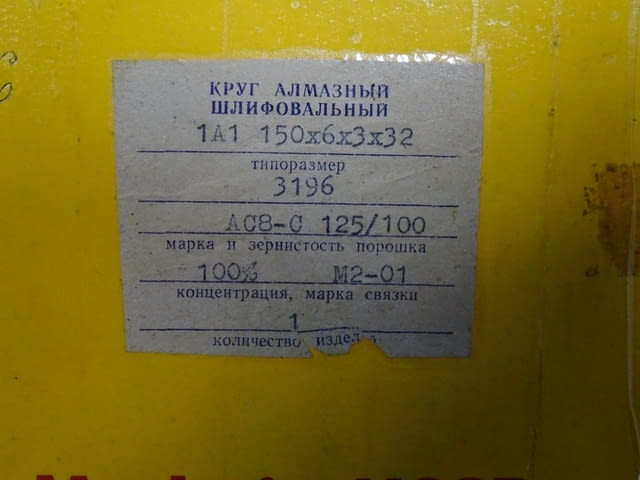 КРУГ АЛМАЗНЫЙ
ШЛИФОВАЛЬНЫЙ
1А1 150х6х3х32
типоразмер
3196
АС8-С 125/100
марка и зернистость порошка
100% М2-01
концентрация, марка связки
1
количество